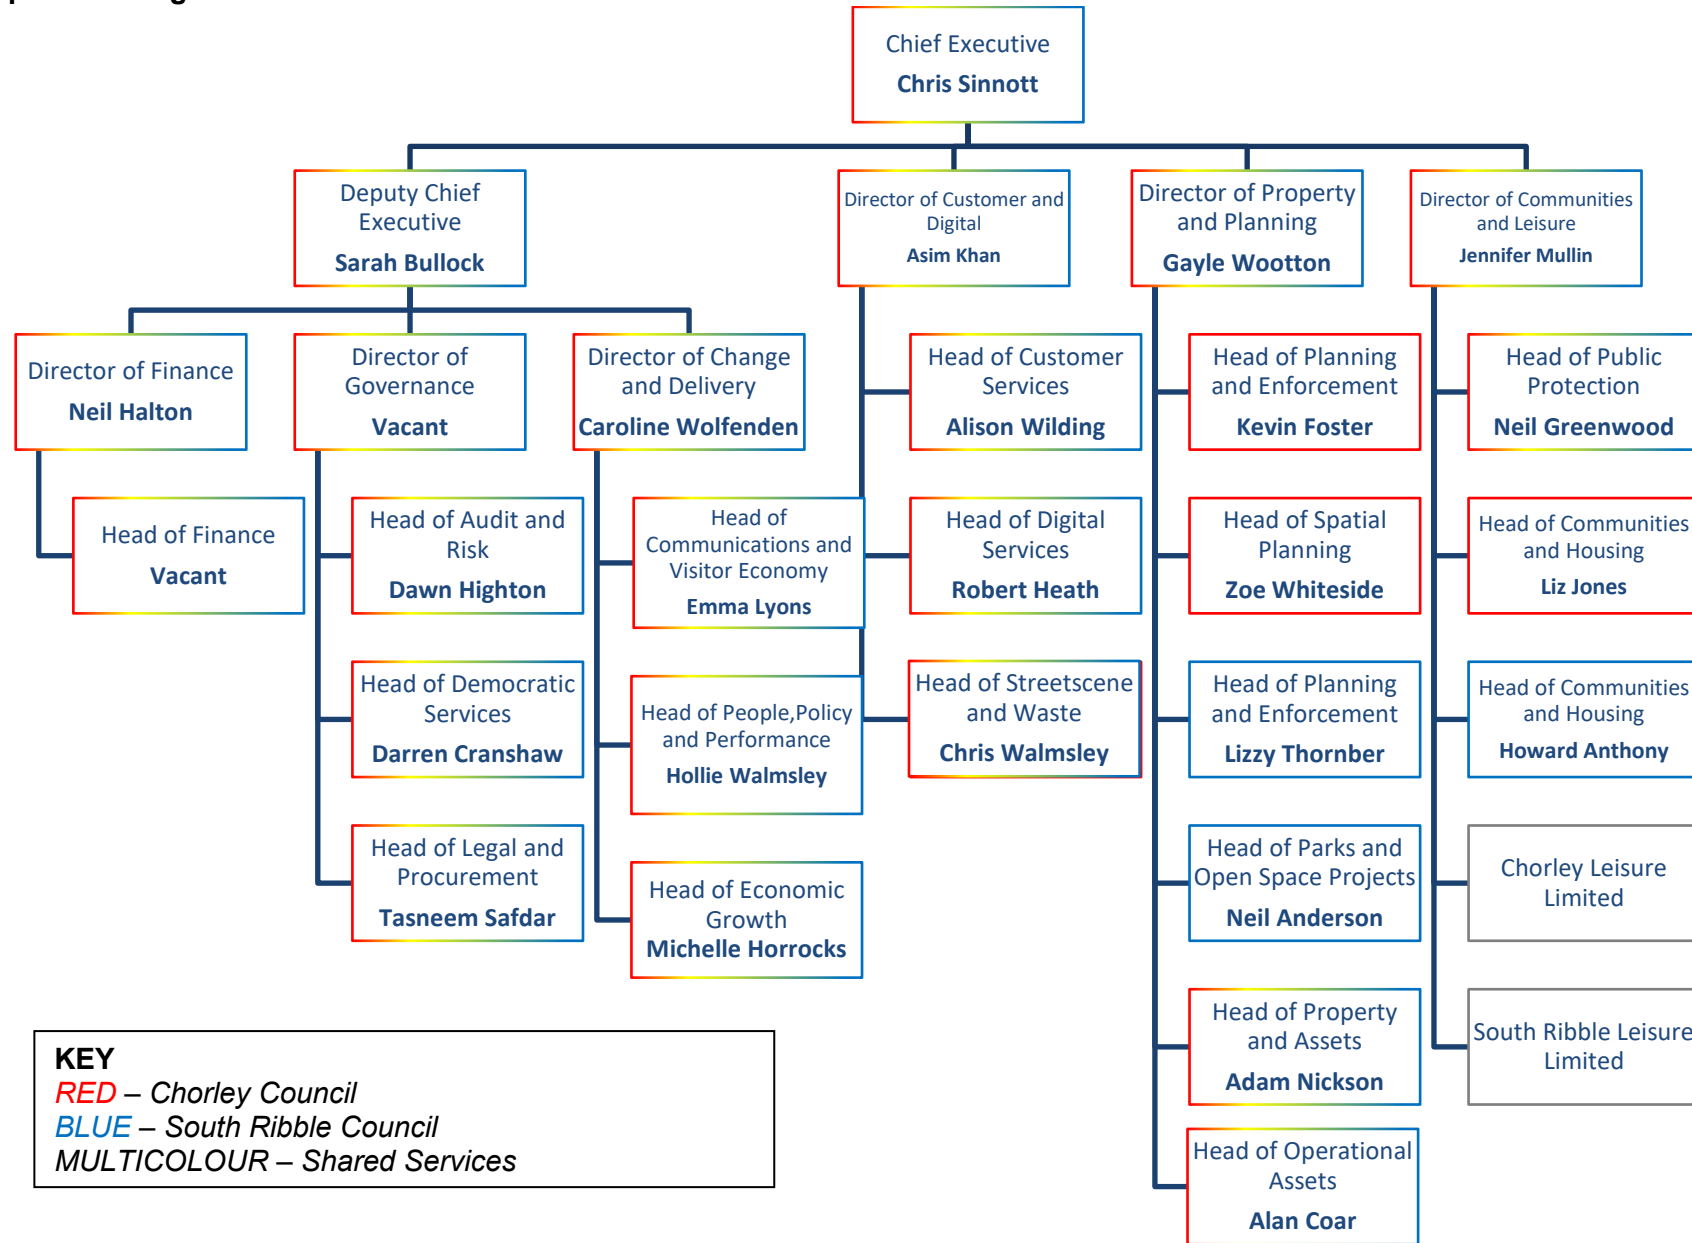 Chief Executive
Chris Sinnott
Deputy Chief
Executive
Sarah Bullock
Director of Customer and
Digital
Asim Khan
Director of Property
and Planning
Gayle Wootton
Director of Communities
and Leisure
Jennifer Mullin
Director of Finance
Neil Halton
Director of
Governance
Vacant
Director of Change
and Delivery
Caroline Wolfenden
Head of Customer
Services
Alison Wilding
Head of Planning
and Enforcement
Kevin Foster
Head of Public
Protection
Neil Greenwood
Head of Finance
Vacant
Head of Audit and
Risk
Dawn Highton
Head of
Communications and
Visitor Economy
Emma Lyons
Head of Digital
Services
Robert Heath
Head of Spatial
Planning
Zoe Whiteside
Head of Communities
and Housing
Liz Jones
Head of Democratic
Services
Darren Cranshaw
Head of People,Policy
and Performance
Hollie Walmsley
Head of Streetscene
and Waste
Chris Walmsley
Head of Planning
and Enforcement
Lizzy Thornber
Head of Communities
and Housing
Howard Anthony
Head of Legal and
Procurement
Tasneem Safdar
Head of Economic
Growth
Michelle Horrocks
Head of Parks and
Open Space Projects
Neil Anderson
Chorley Leisure
Limited
Head of Property
and Assets
Adam Nickson
South Ribble Leisure
Limited
Head of Operational
Assets
Alan Coar
KEY
RED – Chorley Council
BLUE – South Ribble Council
MULTICOLOUR – Shared Services